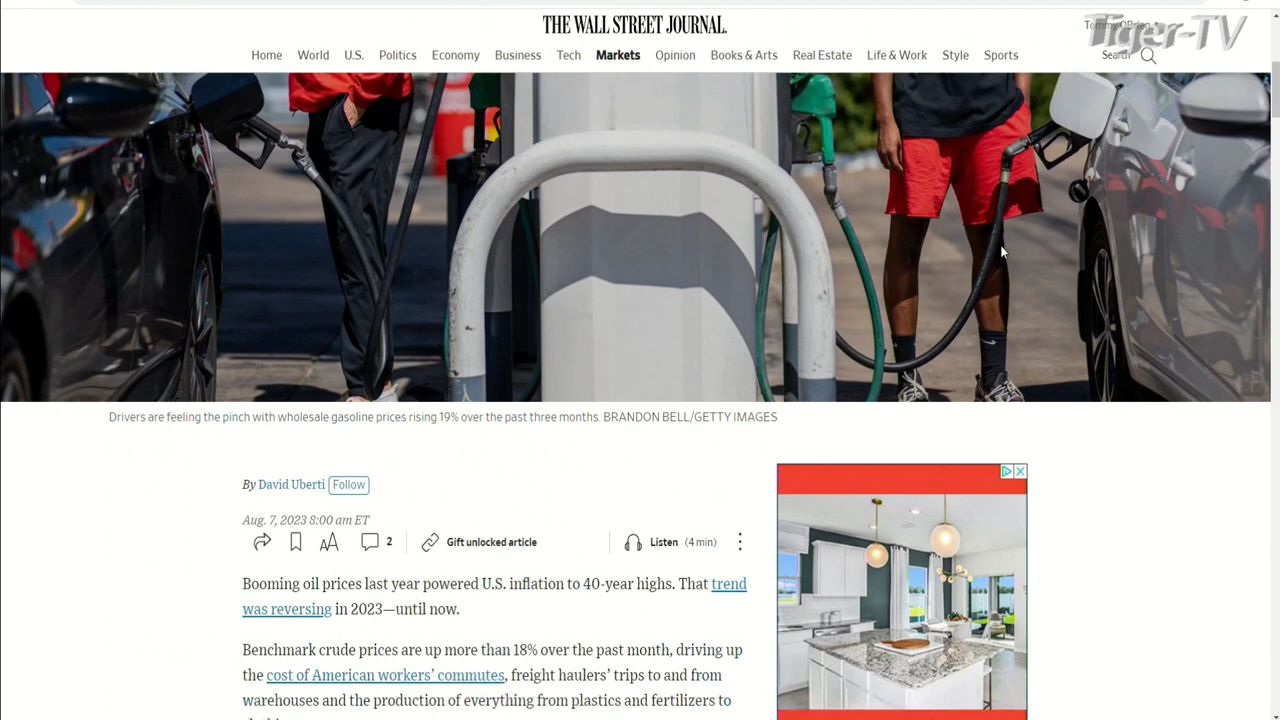 THE WALL STREET JOURNAL.
Tiger-TV
Home World U.S. Politics Economy Business Tech Markets Opinion Books & Arts Real Estate Life & Work Style Sports
Search
Drivers are feeling the pinch with wholesale gasoline prices rising 19% over the past three months. BRANDON BELL/GETTY IMAGES
By David Uberti Follow
Aug. 7, 2023 8:00 am ET
AA 2 Gift unlocked article Listen (4 min)
Booming oil prices last year powered U.S. inflation to 40-year highs. That trend
was reversing in 2023—until now.
Benchmark crude prices are up more than 18% over the past month, driving up
the cost of American workers' commutes, freight haulers' trips to and from
warehouses and the production of everything from plastics and fertilizers to